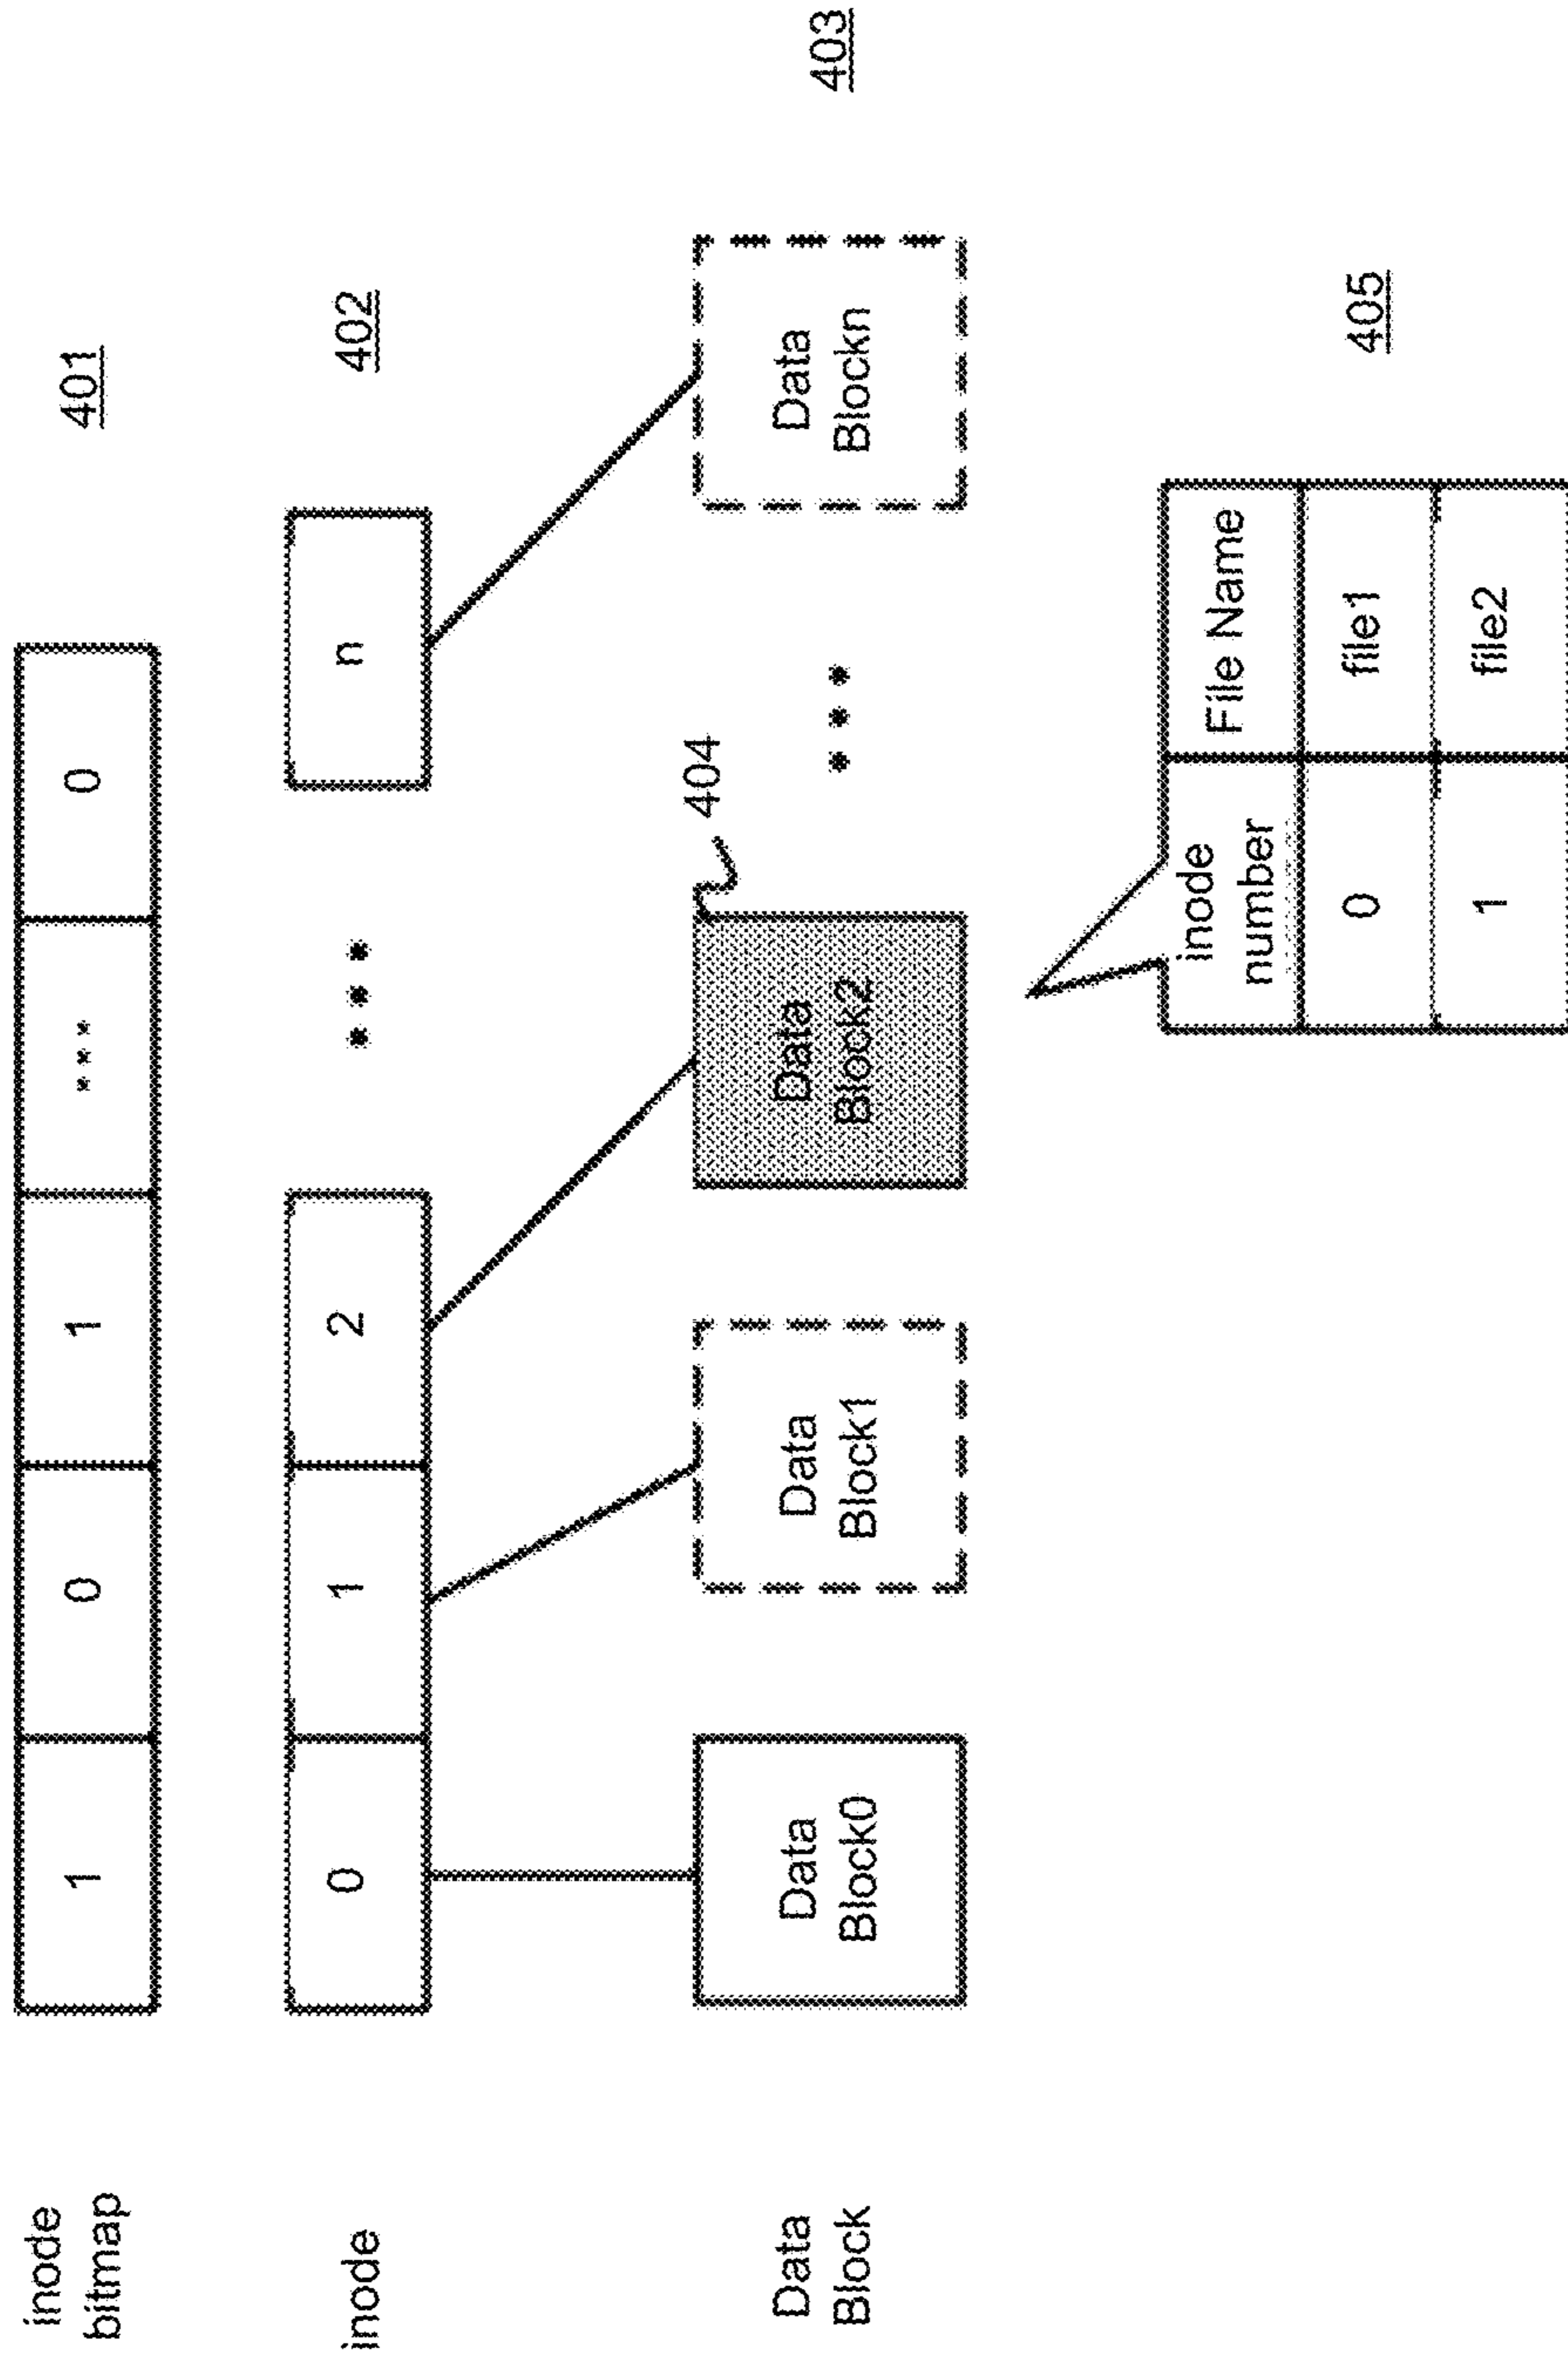 inode
bitmap
1
0
1
•••
0
401
inode
0
1
2
•••
n
402
Data
Block
Data
Block0
Data
Block1
Data
Block2
404
•••
Data
Blockn
403
inode
number
File Name
0
file1
1
file2
405